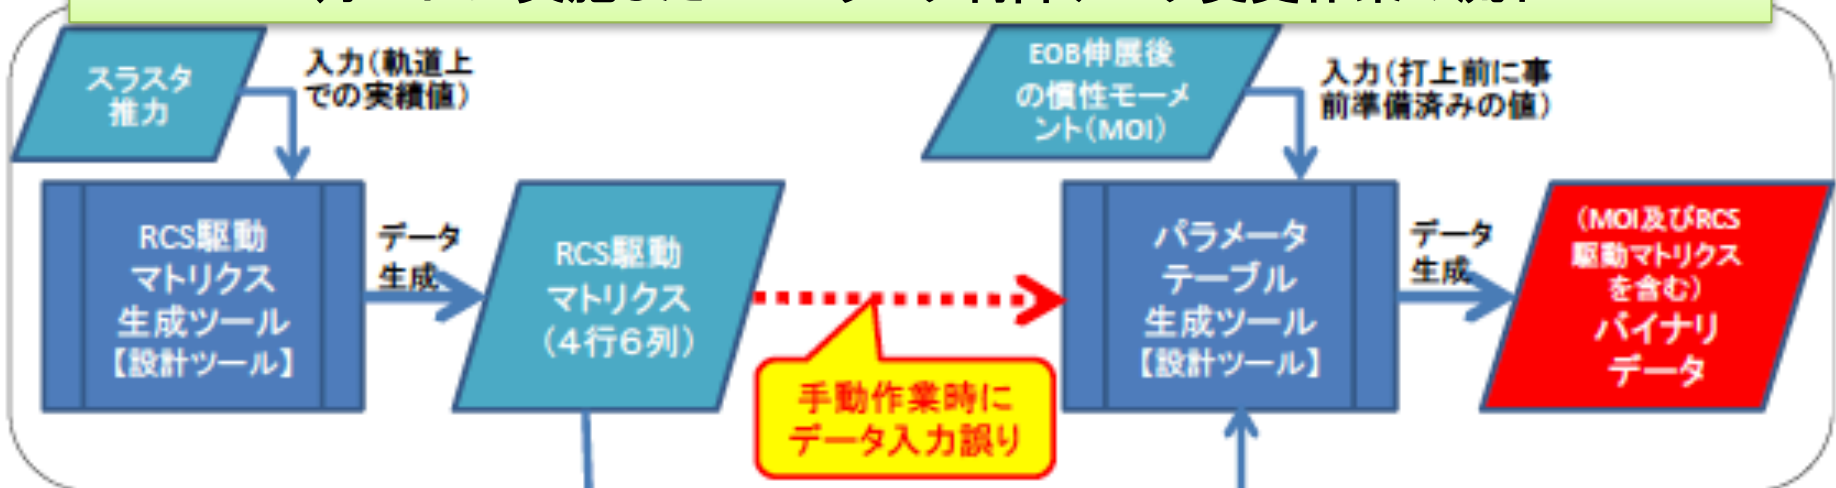 スラスタ
推力
入力（軌道上
での実績値）
EOB伸展後
の慣性モーメ
ント（MOI）
入力（打上前に事
前準備済みの値）
RCS駆動
マトリクス
生成ツール
【設計ツール】
データ
生成
RCS駆動
マトリクス
（４行６列）
手動作業時に
データ入力誤り
パラメータ
テーブル
生成ツール
【設計ツール】
データ
生成
（MOI及びRCS
駆動マトリクス
を含む）
バイナリ
データ